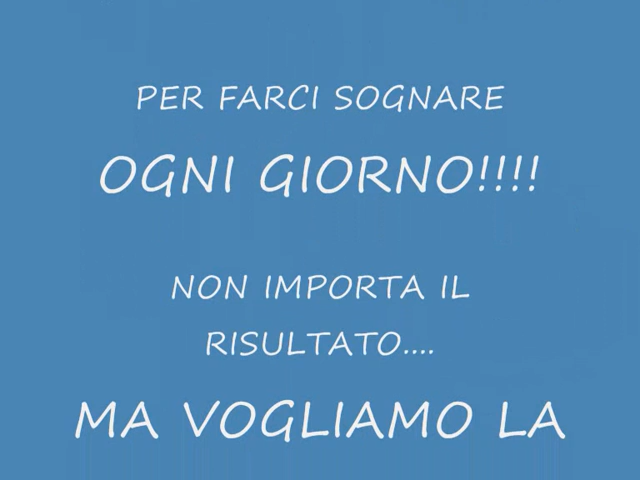 PER FARCI SOGNARE
OGNI GIORNO!!!!
NON IMPORTA IL
RISULTATO....
MA VOGLIAMO LA